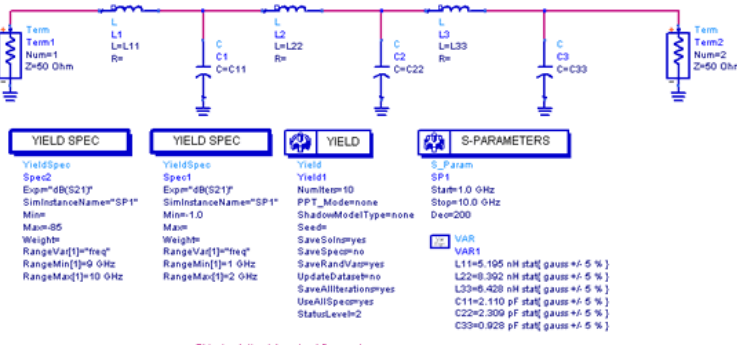 L
L1
L=L11
R=
L
L2
L=L22
R=
L
L3
L=L33
R=
Term
Term1
Num=1
Z=50 Ohm
C
C1
C=C11
C
C2
C=C22
C
C3
C=C33
Term
Term2
Num=2
Z=50 Ohm
YIELD SPEC
YieldSpec
Spec2
Expr="dB(S21)"
SimInstanceName="SP1"
Min=
Max=-85
Weight=
RangeVar[1]="freq"
RangeMin[1]=9 GHz
RangeMax[1]=10 GHz
YIELD SPEC
YieldSpec
Spec1
Expr="dB(S21)"
SimInstanceName="SP1"
Min=-1.0
Max=
Weight=
RangeVar[1]="freq"
RangeMin[1]=1 GHz
RangeMax[1]=2 GHz
YIELD
Yield
Yield1
NumIters=10
PPT_Mode=none
ShadowModelType=none
Seed=
SaveSolns=yes
SaveSpecs=no
SaveRandVars=yes
UpdateDataset=no
SaveAllIterations=yes
UseAllSpecs=yes
StatusLevel=2
S-PARAMETERS
S_Param
SP1
Start=1.0 GHz
Stop=10.0 GHz
Dec=200
VAR
VAR1
L11=5.195 nH stat{ gauss +/- 5 % }
L22=8.392 nH stat{ gauss +/- 5 % }
L33=6.428 nH stat{ gauss +/- 5 % }
C11=2.110 pF stat{ gauss +/- 5 % }
C22=2.309 pF stat{ gauss +/- 5 % }
C33=0.928 pF stat{ gauss +/- 5 % }